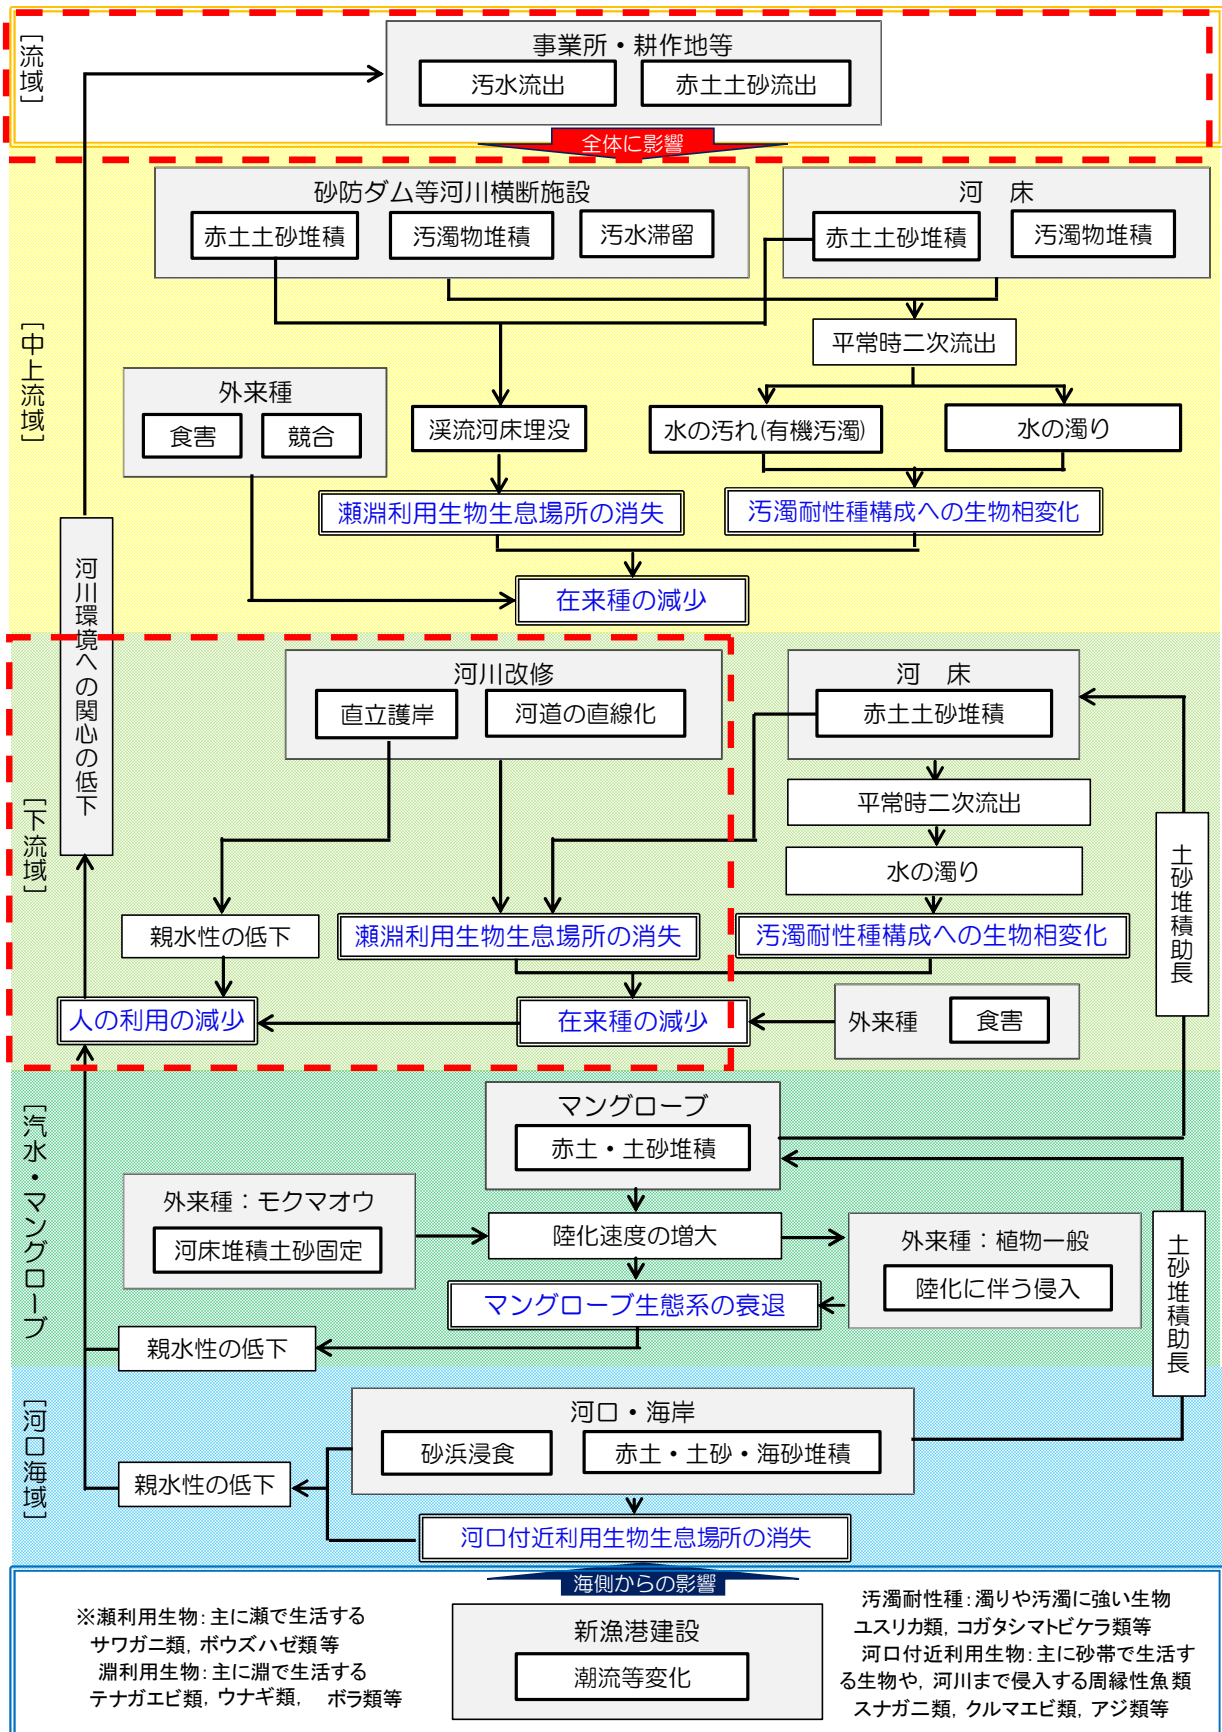 [流域]
事業所・耕作地等
汚水流出
赤土土砂流出
全体に影響
[中上流域]
砂防ダム等河川横断施設
赤土土砂堆積
汚濁物堆積
汚水滞留
河　床
赤土土砂堆積
汚濁物堆積
平常時二次流出
外来種
食害
競合
渓流河床埋没
水の汚れ(有機汚濁)
水の濁り
瀬淵利用生物生息場所の消失
汚濁耐性種構成への生物相変化
在来種の減少
河川環境への関心の低下
[下流域]
河川改修
直立護岸
河道の直線化
河　床
赤土土砂堆積
平常時二次流出
水の濁り
土砂堆積助長
親水性の低下
瀬淵利用生物生息場所の消失
汚濁耐性種構成への生物相変化
人の利用の減少
在来種の減少
外来種
食害
[汽水・マングローブ]
マングローブ
赤土・土砂堆積
外来種：モクマオウ
河床堆積土砂固定
陸化速度の増大
外来種：植物一般
陸化に伴う侵入
マングローブ生態系の衰退
親水性の低下
土砂堆積助長
[河口海域]
河口・海岸
砂浜浸食
赤土・土砂・海砂堆積
親水性の低下
河口付近利用生物生息場所の消失
海側からの影響
新漁港建設
潮流等変化
※瀬利用生物：主に瀬で生活する
サワガニ類，ボウズハゼ類等
淵利用生物：主に淵で生活する
テナガエビ類，ウナギ類，　ボラ類等
汚濁耐性種：濁りや汚濁に強い生物
ユスリカ類，コガタシマトビケラ類等
河口付近利用生物：主に砂帯で生活す
る生物や，河川まで侵入する周縁性魚類
スナガニ類，クルマエビ類，アジ類等